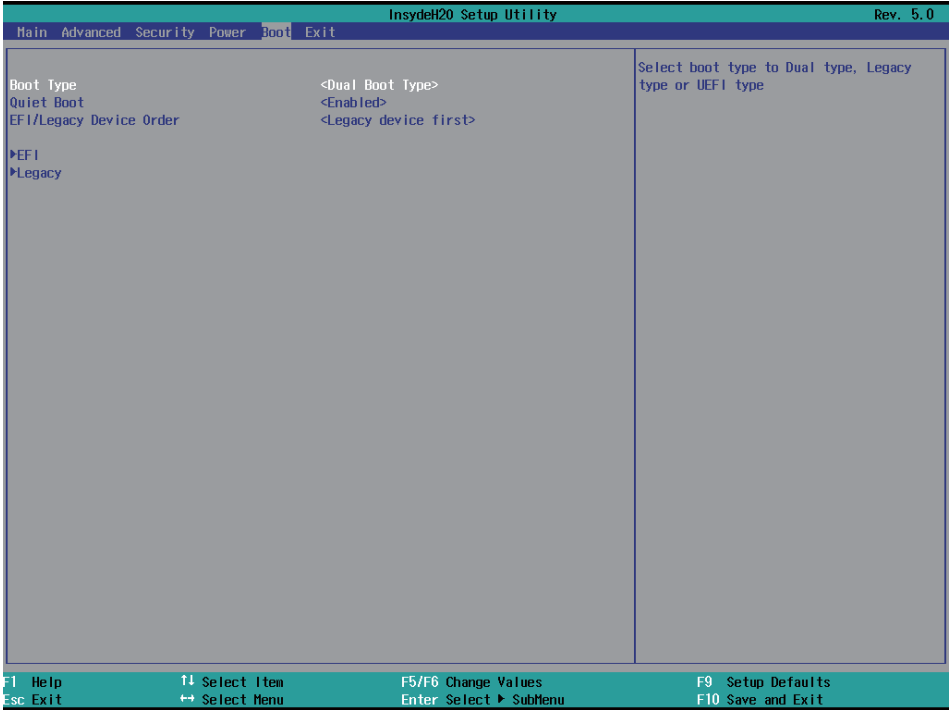 InsydeH20 Setup Utility Rev. 5.0
Main Advanced Security Power Boot Exit
Boot Type <Dual Boot Type>
Quiet Boot <Enabled>
EFI/Legacy Device Order <Legacy device first>
▶EFI
▶Legacy
Select boot type to Dual type, Legacy
type or UEFI type
F1 Help ↑↓ Select Item F5/F6 Change Values F9 Setup Defaults
Esc Exit ↔ Select Menu Enter Select ▶ SubMenu F10 Save and Exit